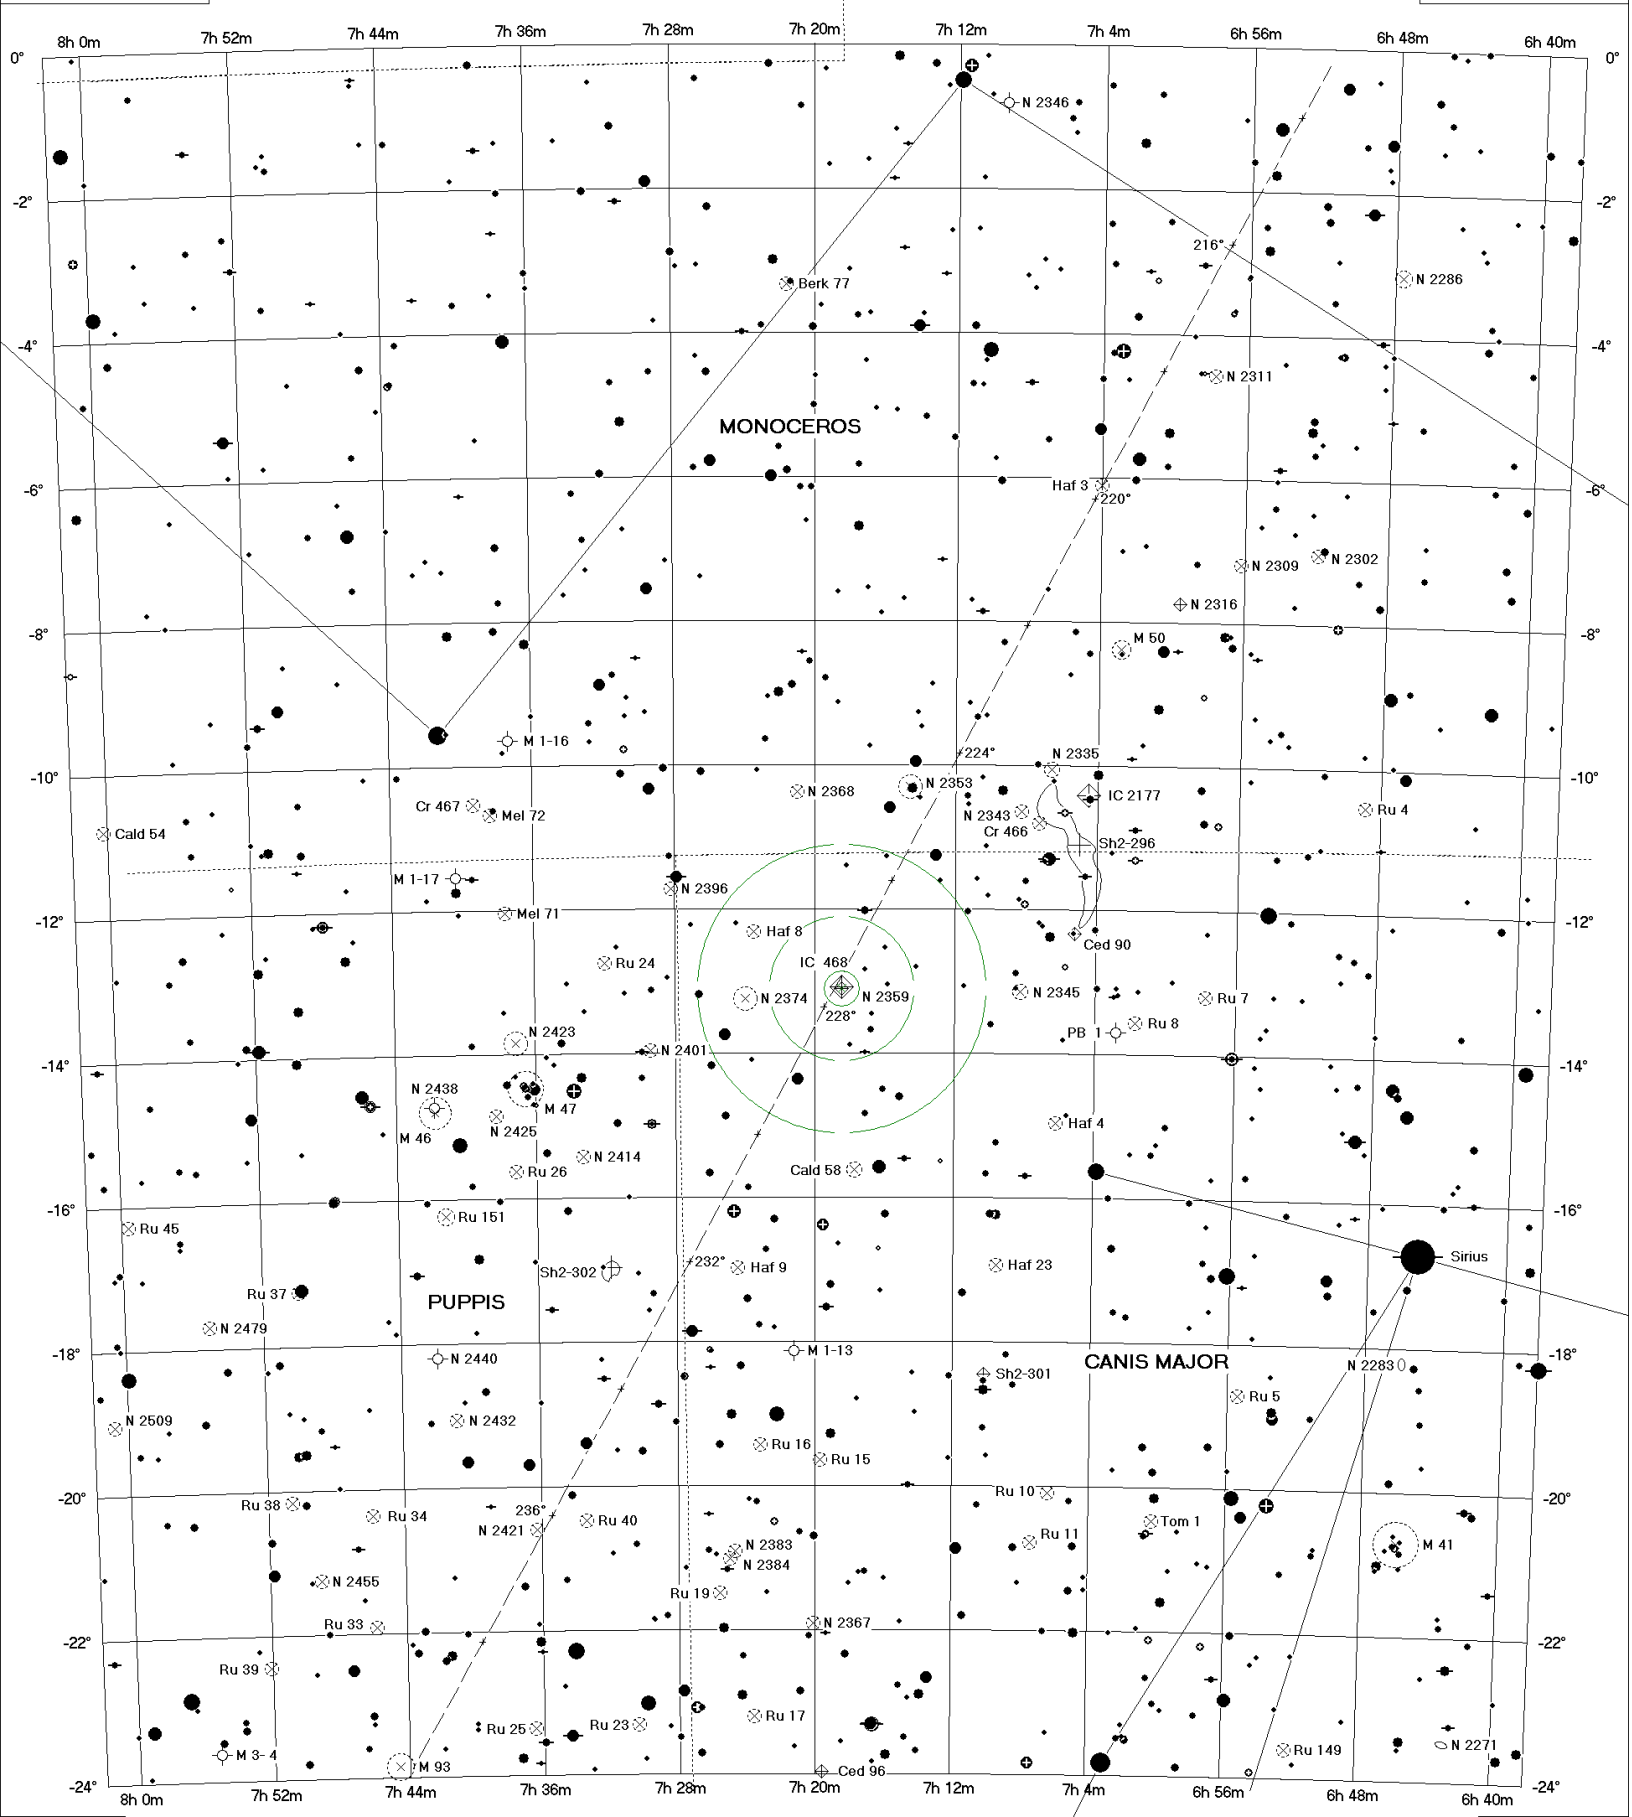 8h 0m 7h 52m 7h 44m 7h 36m 7h 28m 7h 20m 7h 12m 7h 4m 6h 56m 6h 48m 6h 40m
0° 0°
N 2346
-2° -2°
216°
N 2286
Berk 77
-4° -4°
N 2311
MONOCEROS
Haf 3
-6° -6°
220°
N 2302
N 2309
N 2316
-8° -8°
M 50
M 1-16
224°
N 2335
-10° -10°
N 2353
N 2368
IC 2177
Cr 467
Ru 4
Mel 72
N 2343
Cr 466
Cald 54
Sh2-296
M 1-17
N 2396
Mel 71
-12° -12°
Haf 8
Ced 90
IC 468
Ru 24
N 2345
N 2374
N 2359
Ru 7
228°
Ru 8
PB 1
N 2423
N 2401
-14° -14°
N 2438
M 47
Haf 4
N 2425
M 46
N 2414
Cald 58
Ru 26
-16° -16°
Ru 151
Ru 45
Sirius
232°
Haf 23
Haf 9
Sh2-302
Ru 37
PUPPIS
N 2479
M 1-13
-18° -18°
N 2440
CANIS MAJOR
N 2283
Sh2-301
Ru 5
N 2509
N 2432
Ru 16
Ru 15
Ru 10
-20° -20°
Ru 38
236°
Ru 34
Ru 40
Tom 1
N 2421
Ru 11
N 2383
M 41
N 2384
N 2455
Ru 19
N 2367
Ru 33
-22° -22°
Ru 39
Ru 17
Ru 23
Ru 25
N 2271
Ru 149
M 3-4
M 93
Ced 96
-24° -24°
8h 0m 7h 52m 7h 44m 7h 36m 7h 28m 7h 20m 7h 12m 7h 4m 6h 56m 6h 48m 6h 40m